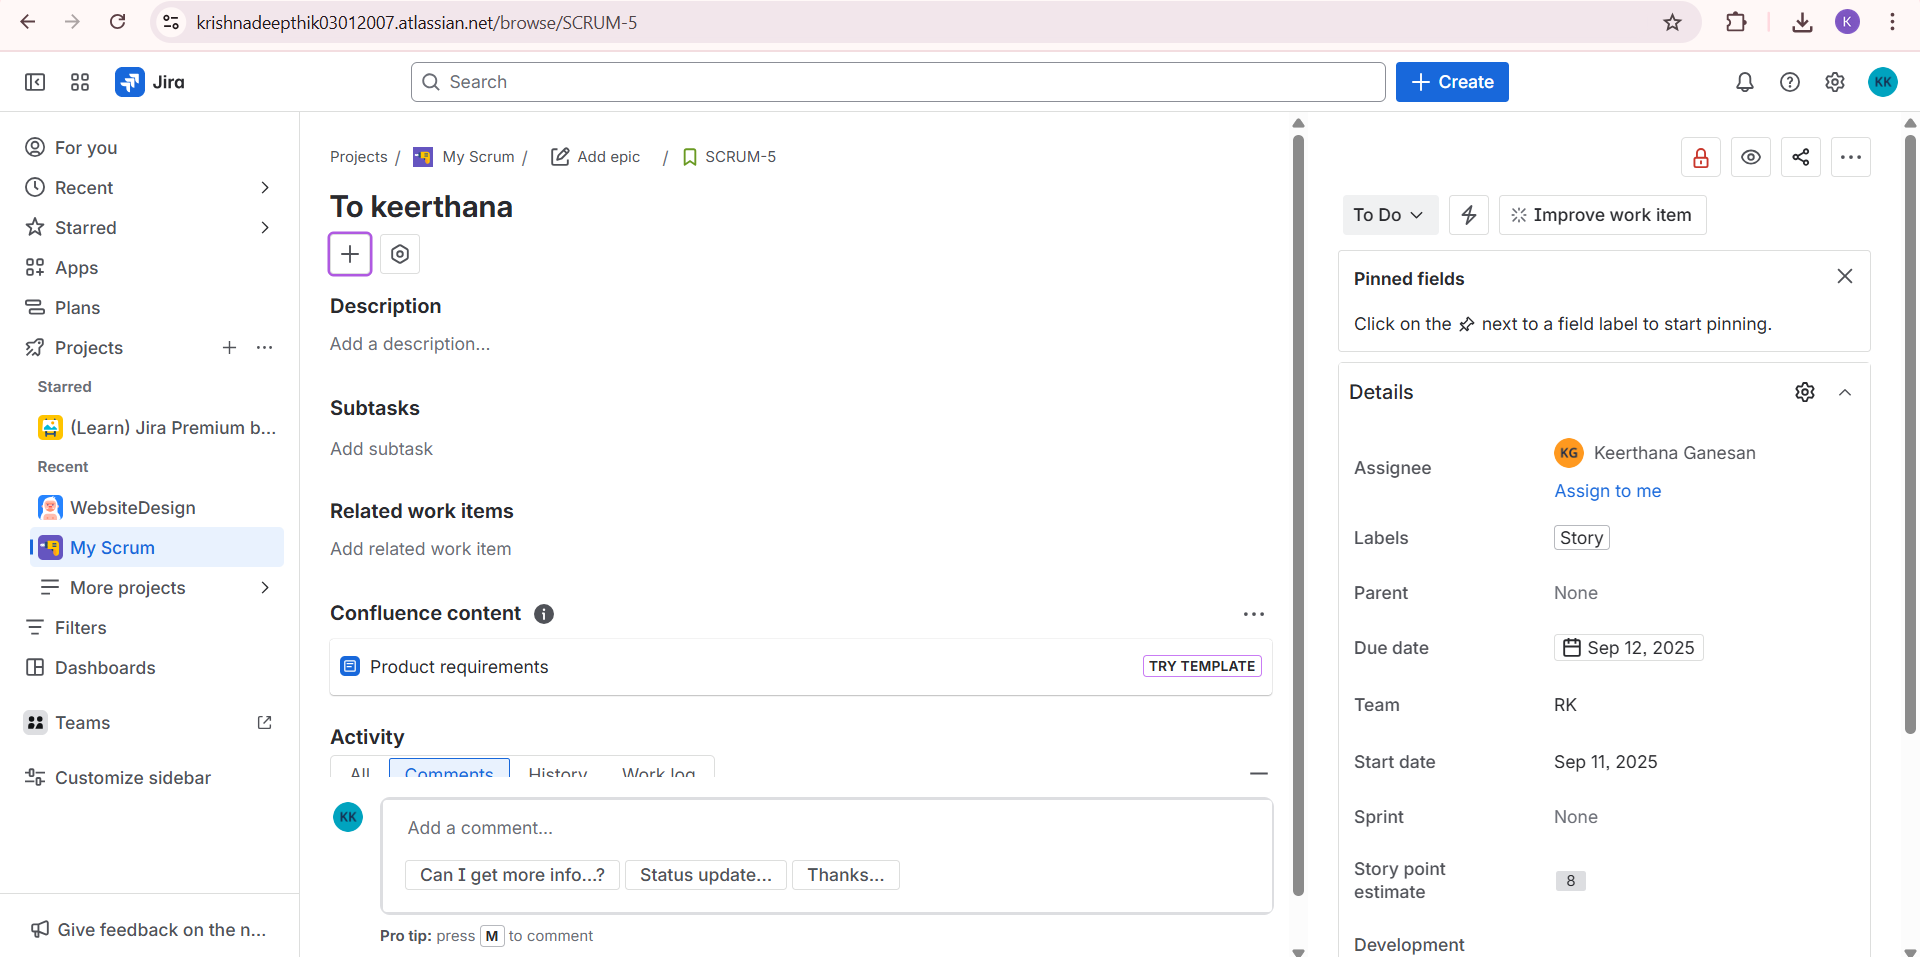 krishnadeepthik03012007.atlassian.net/browse/SCRUM-5
K
Jira
Search
Create
KK
For you
Recent
Starred
Apps
Plans
Projects
Starred
(Learn) Jira Premium b...
Recent
WebsiteDesign
My Scrum
More projects
Filters
Dashboards
Teams
Customize sidebar
Give feedback on the n...
Projects / My Scrum / Add epic / SCRUM-5
To keerthana
Description
Add a description...
Subtasks
Add subtask
Related work items
Add related work item
Confluence content
Product requirements TRY TEMPLATE
Activity
All Comments History Work log
KK
Add a comment...
Can I get more info...? Status update... Thanks...
Pro tip: press M to comment
To Do Improve work item
Pinned fields
Click on the next to a field label to start pinning.
Details
Assignee KG Keerthana Ganesan
Assign to me
Labels Story
Parent None
Due date Sep 12, 2025
Team RK
Start date Sep 11, 2025
Sprint None
Story point
estimate 8
Development